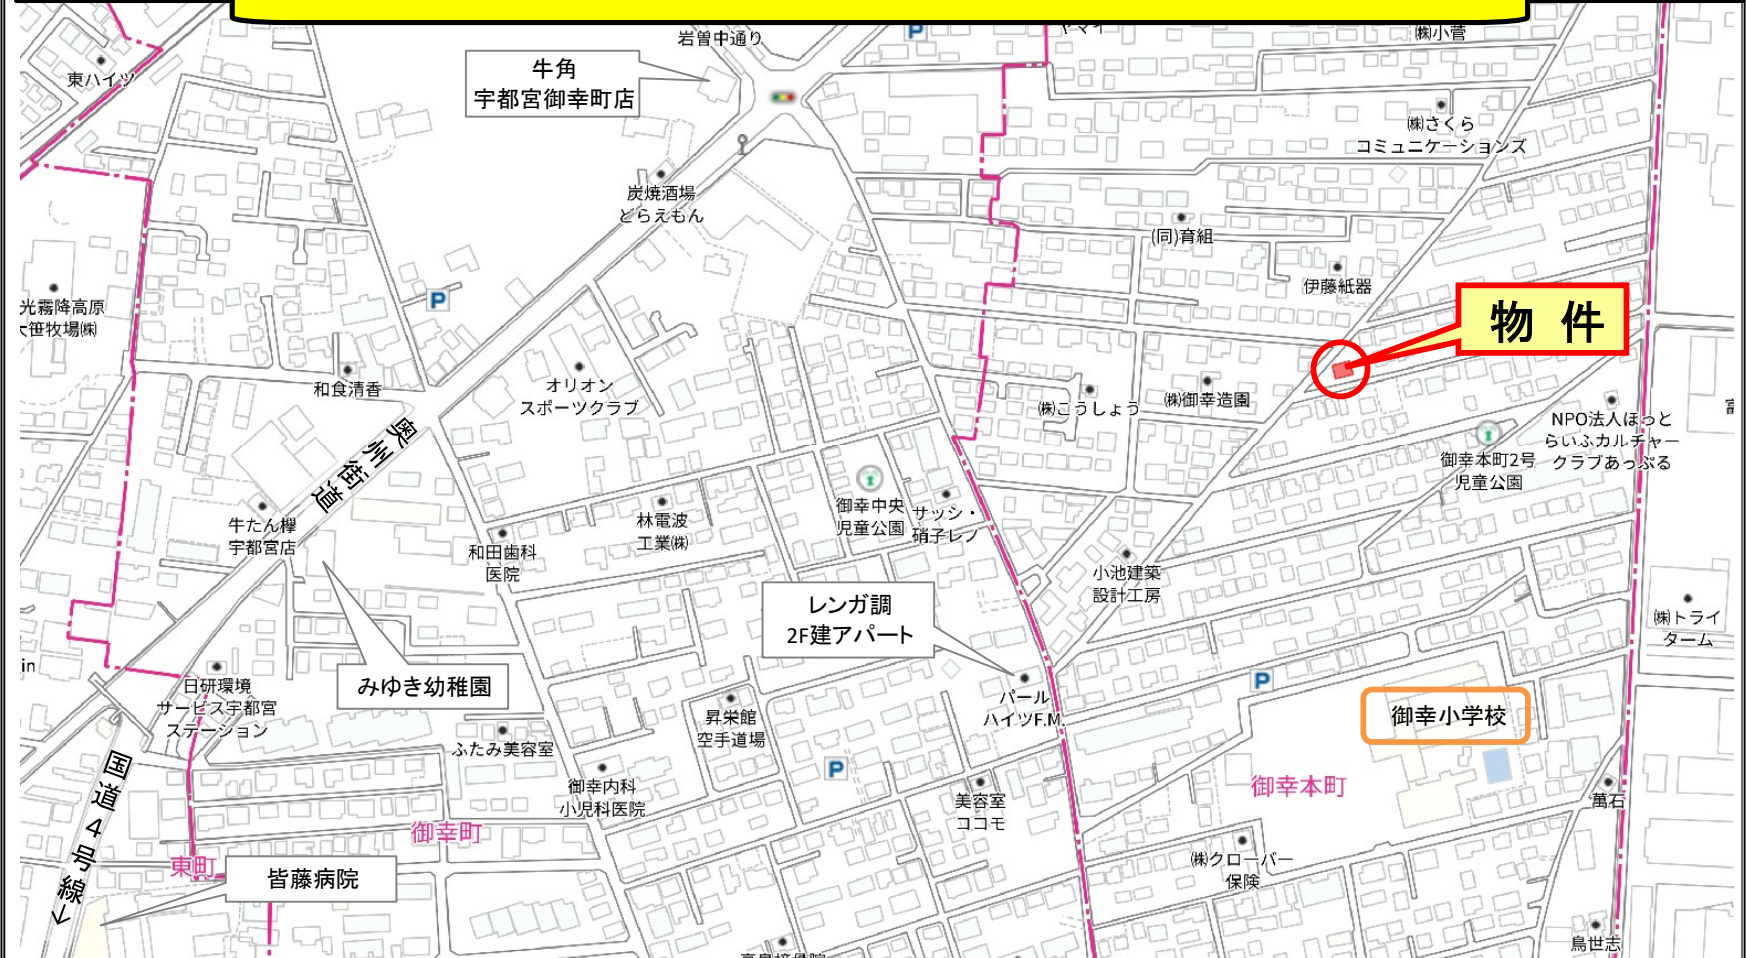 岩曽中通り
ヤマイ
㈱小菅
東ハイツ
牛角
宇都宮御幸町店
㈱さくら
コミュニケーションズ
炭焼酒場
どらえもん
(同)育組
伊藤紙器
光霧降高原
大笹牧場㈱
物 件
和食清香
オリオン
スポーツクラブ
㈱こうしょう
㈱御幸造園
NPO法人ほっと
らいふカルチャー
クラブあっぷる
奥州街道
御幸本町2号
児童公園
牛たん欅
宇都宮店
林電波
工業㈱
御幸中央
児童公園
サッシ・
硝子レノ
和田歯科
医院
小池建築
設計工房
レンガ調
2F建アパート
㈱トライ
ターム
in
みゆき幼稚園
日研環境
サービス宇都宮
ステーション
パール
ハイツF.M.
御幸小学校
昇栄館
空手道場
ふたみ美容室
国道4号線↓
御幸内科
小児科医院
美容室
ココモ
御幸本町
萬石
御幸町
東町
皆藤病院
㈱クローバー
保険
鳥世志
P
P
P
P